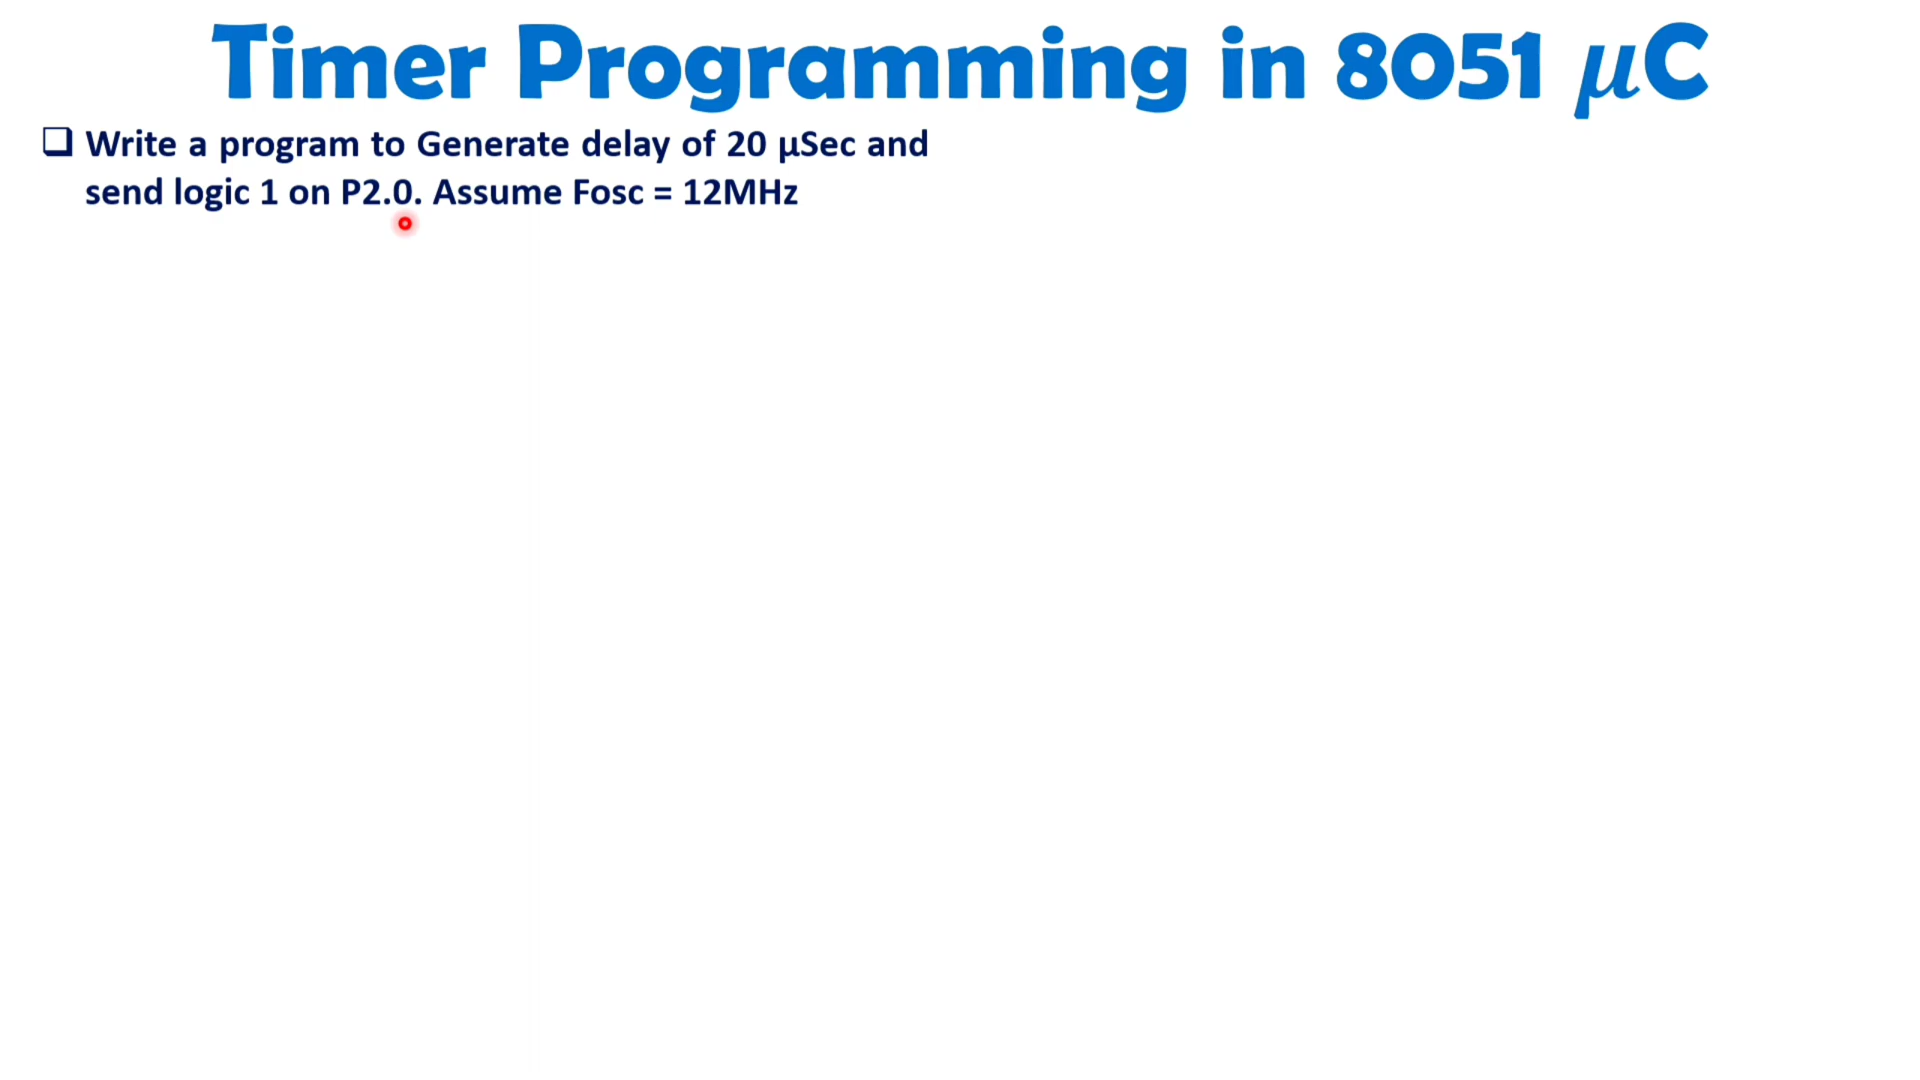 Timer Programming in 8051 μC
❑ Write a program to Generate delay of 20 μSec and
send logic 1 on P2.0. Assume Fosc = 12MHz